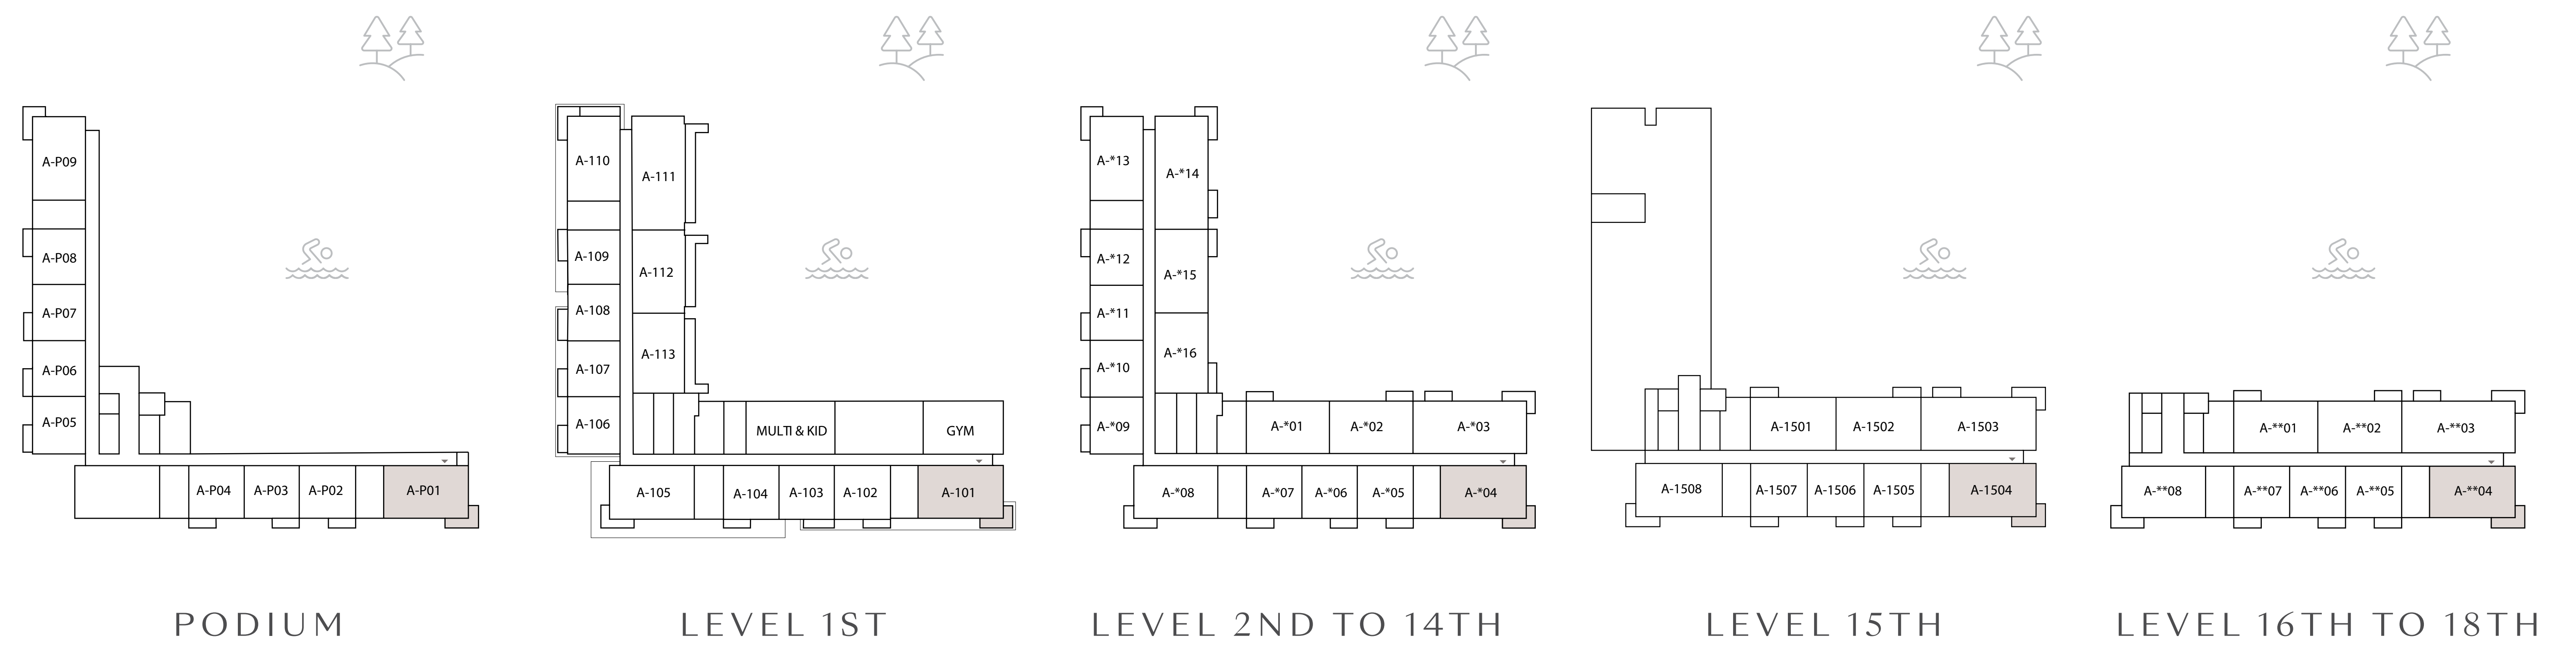 A-P09
A-P08
A-P07
A-P06
A-P05
A-P04 A-P03 A-P02 A-P01
PODIUM
A-110
A-111
A-109
A-112
A-108
A-113
A-107
A-106
MULTI & KID GYM
A-105 A-104 A-103 A-102 A-101
LEVEL 1ST
A-*13
A-*14
A-*12
A-*15
A-*11
A-*16
A-*10
A-*09
A-*01 A-*02 A-*03
A-*08 A-*07 A-*06 A-*05 A-*04
LEVEL 2ND TO 14TH
A-1501 A-1502 A-1503
A-1508 A-1507 A-1506 A-1505 A-1504
LEVEL 15TH
A-**01 A-**02 A-**03
A-**08 A-**07 A-**06 A-**05 A-**04
LEVEL 16TH TO 18TH